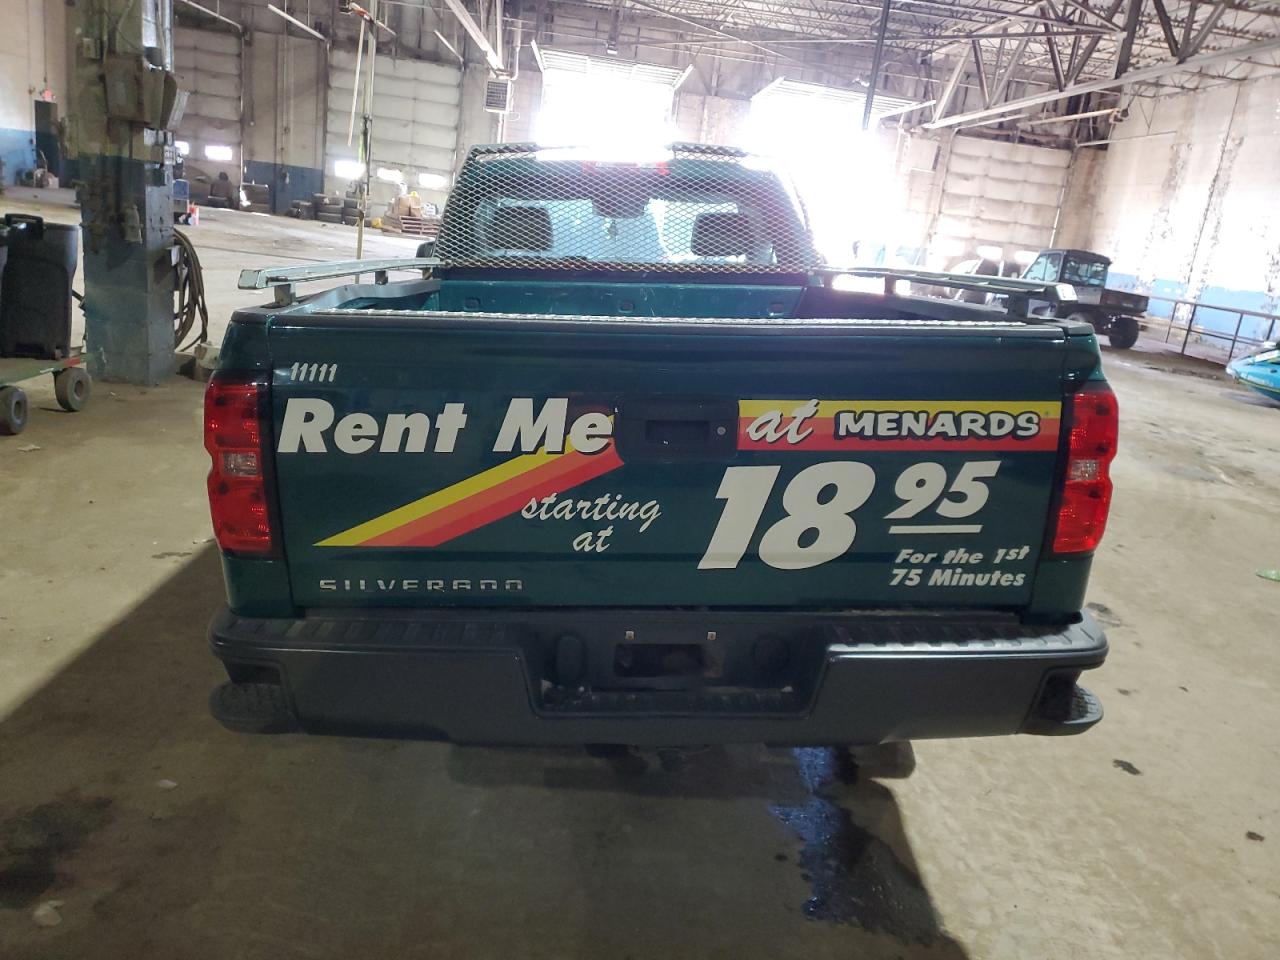 11111
Rent Me at MENARDS
starting
at
18 95
For the 1st
75 Minutes
SILVERADO